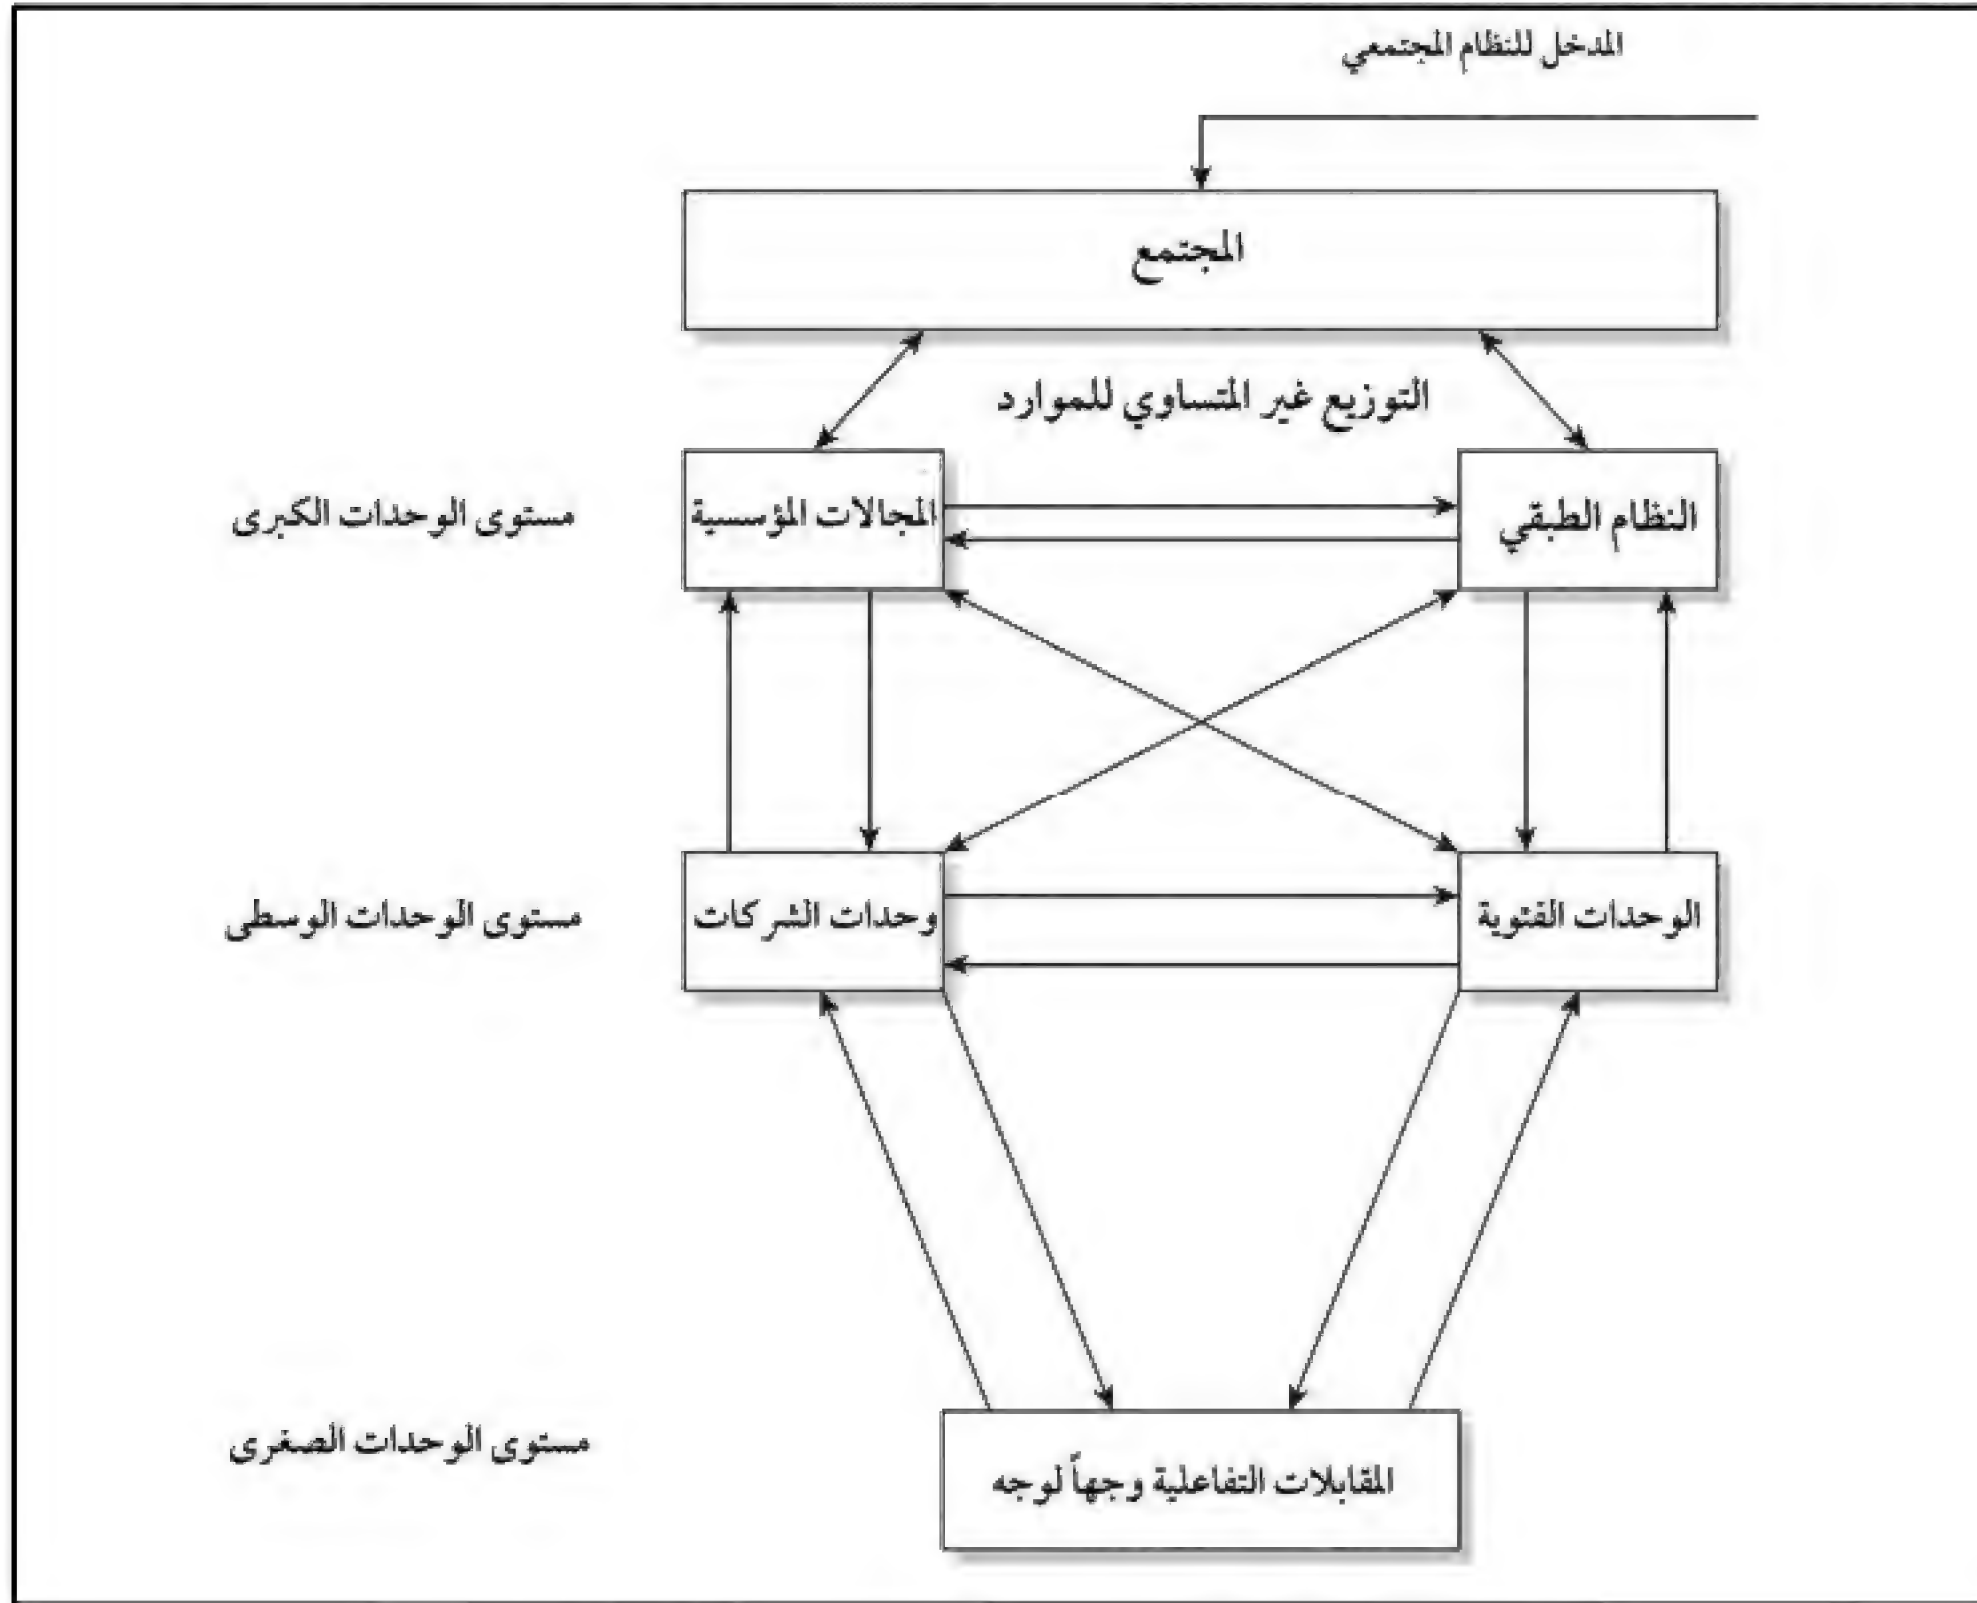 المدخل للنظام المجتمعي
المجتمع
التوزيع غير المتساوي للموارد
النظام الطبقي
المجالات المؤسسية
مستوى الوحدات الكبرى
الوحدات الفئوية
وحدات الشركات
مستوى الوحدات الوسطى
المقابلات التفاعلية وجهاً لوجه
مستوى الوحدات الصغرى